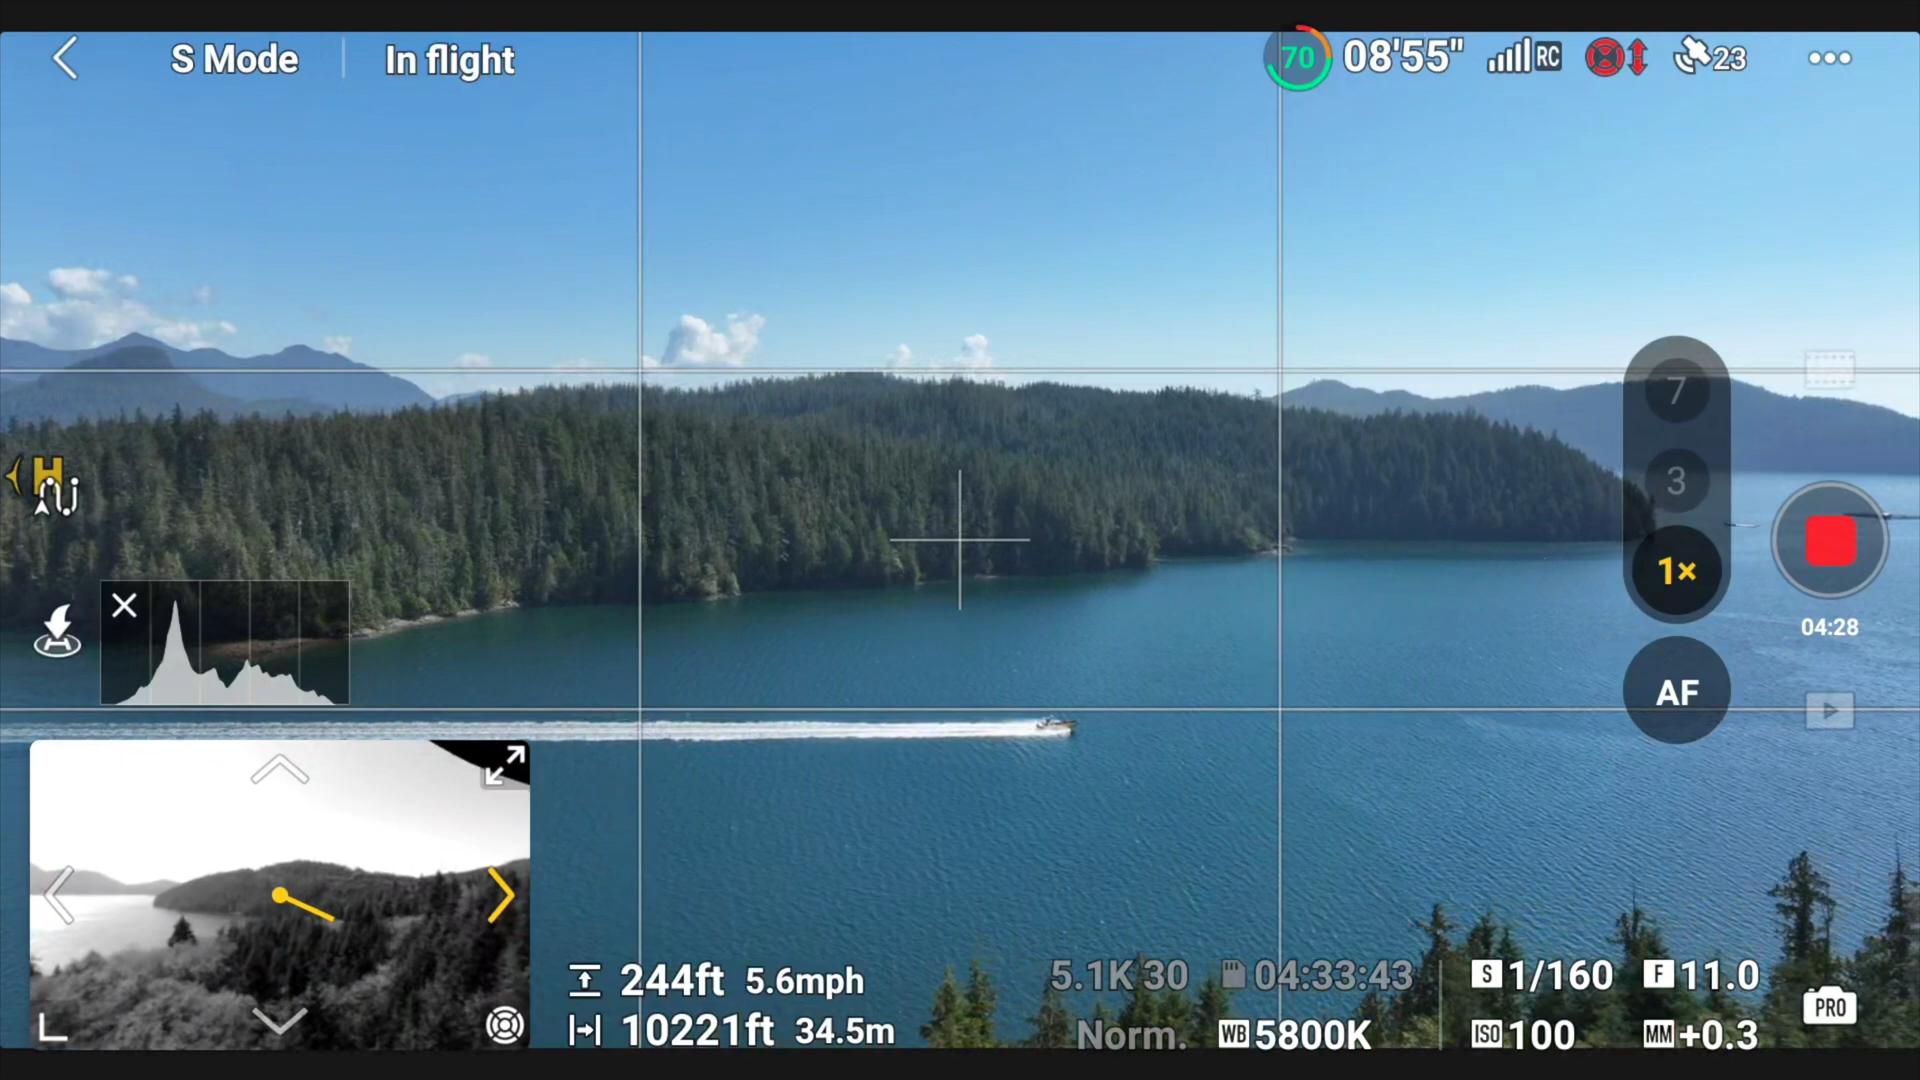 S Mode
In flight
70
08'55"
RC
23
7
3
1×
04:28
AF
H
L
244ft 5.6mph
10221ft 34.5m
5.1K 30
04:33:43
S 1/160
F 11.0
Norm.
WB 5800K
ISO 100
MM +0.3
PRO